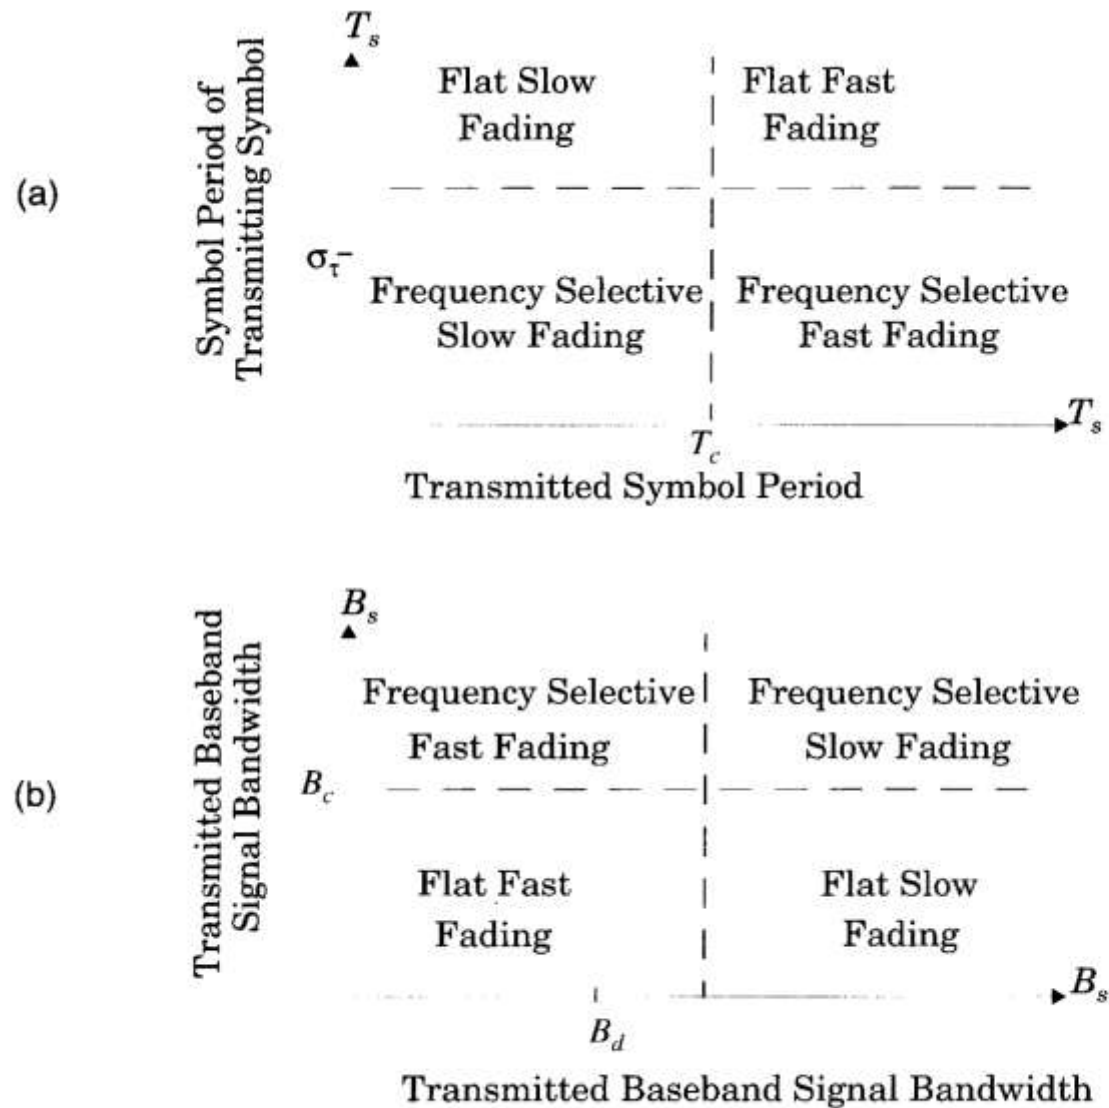 (a)
Symbol Period of
Transmitting Symbol
T_s
Flat Slow
Fading
Flat Fast
Fading
σ_τ
Frequency Selective
Slow Fading
Frequency Selective
Fast Fading
T_s
T_c
Transmitted Symbol Period
(b)
Transmitted Baseband
Signal Bandwidth
B_s
Frequency Selective
Fast Fading
Frequency Selective
Slow Fading
B_c
Flat Fast
Fading
Flat Slow
Fading
B_s
B_d
Transmitted Baseband Signal Bandwidth